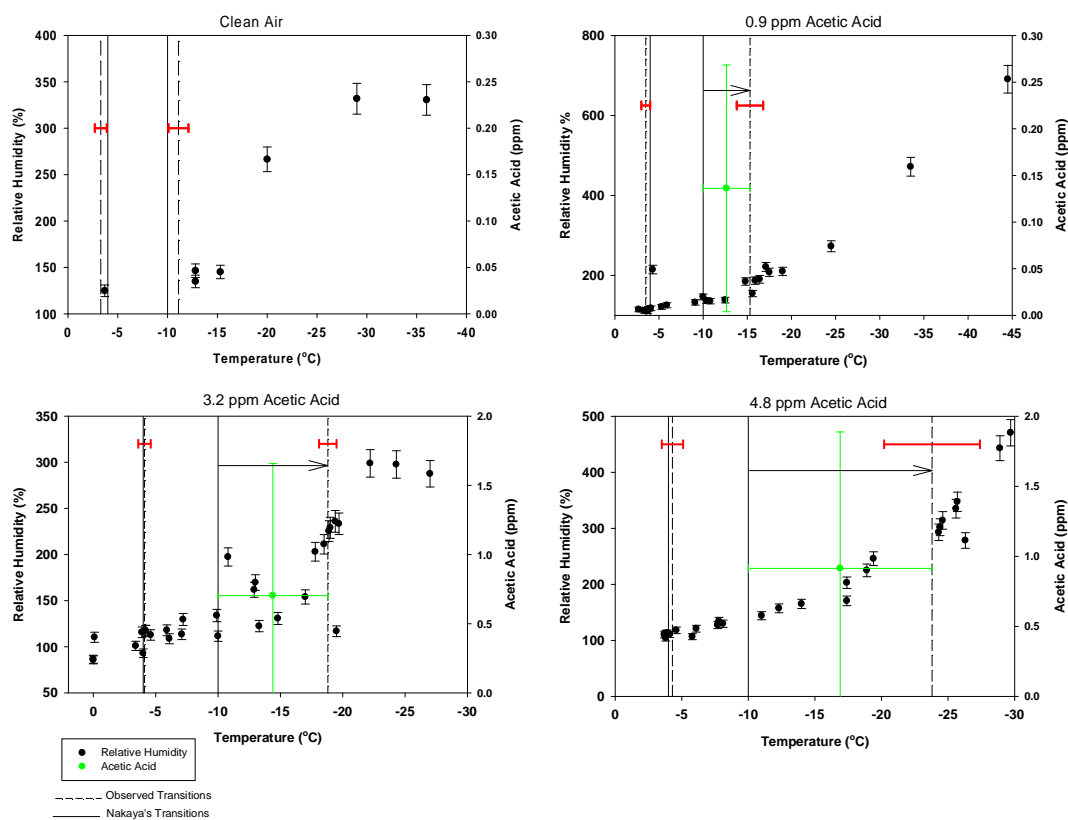 Clean Air
400
350
300
250
200
150
100
Relative Humidity (%)
0.30
0.25
0.20
0.15
0.10
0.05
0.00
Acetic Acid (ppm)
0 -5 -10 -15 -20 -25 -30 -35 -40
Temperature (°C)
0.9 ppm Acetic Acid
800
600
400
200
Relative Humidity %
0.30
0.25
0.20
0.15
0.10
0.05
0.00
Acetic Acid (ppm)
0 -5 -10 -15 -20 -25 -30 -35 -40 -45
Temperature (°C)
3.2 ppm Acetic Acid
350
300
250
200
150
100
50
Relative Humidity (%)
2.0
1.5
1.0
0.5
0.0
Acetic Acid (ppm)
0 -5 -10 -15 -20 -25 -30
Temperature (°C)
4.8 ppm Acetic Acid
500
400
300
200
100
0
Relative Humidity (%)
2.0
1.5
1.0
0.5
0.0
Acetic Acid (ppm)
0 -5 -10 -15 -20 -25 -30
Temperature (°C)
Relative Humidity
Acetic Acid
Observed Transitions
Nakaya's Transitions